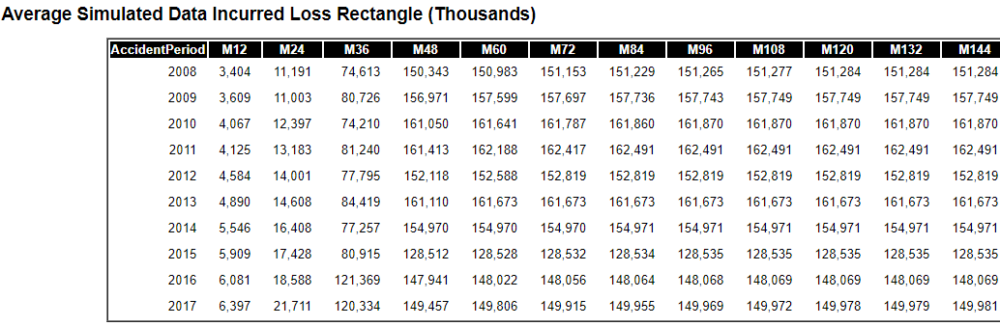 Average Simulated Data Incurred Loss Rectangle (Thousands)
AccidentPeriod M12 M24 M36 M48 M60 M72 M84 M96 M108 M120 M132 M144
2008 3,404 11,191 74,613 150,343 150,983 151,153 151,229 151,265 151,277 151,284 151,284 151,284
2009 3,609 11,003 80,726 156,971 157,599 157,697 157,736 157,743 157,749 157,749 157,749 157,749
2010 4,067 12,397 74,210 161,050 161,641 161,787 161,860 161,870 161,870 161,870 161,870 161,870
2011 4,125 13,183 81,240 161,413 162,188 162,417 162,491 162,491 162,491 162,491 162,491 162,491
2012 4,584 14,001 77,795 152,118 152,588 152,819 152,819 152,819 152,819 152,819 152,819 152,819
2013 4,890 14,608 84,419 161,110 161,673 161,673 161,673 161,673 161,673 161,673 161,673 161,673
2014 5,546 16,408 77,257 154,970 154,970 154,970 154,971 154,971 154,971 154,971 154,971 154,971
2015 5,909 17,428 80,915 128,512 128,528 128,532 128,534 128,535 128,535 128,535 128,535 128,535
2016 6,081 18,588 121,369 147,941 148,022 148,056 148,064 148,068 148,069 148,069 148,069 148,069
2017 6,397 21,711 120,334 149,457 149,806 149,915 149,955 149,969 149,972 149,978 149,979 149,981